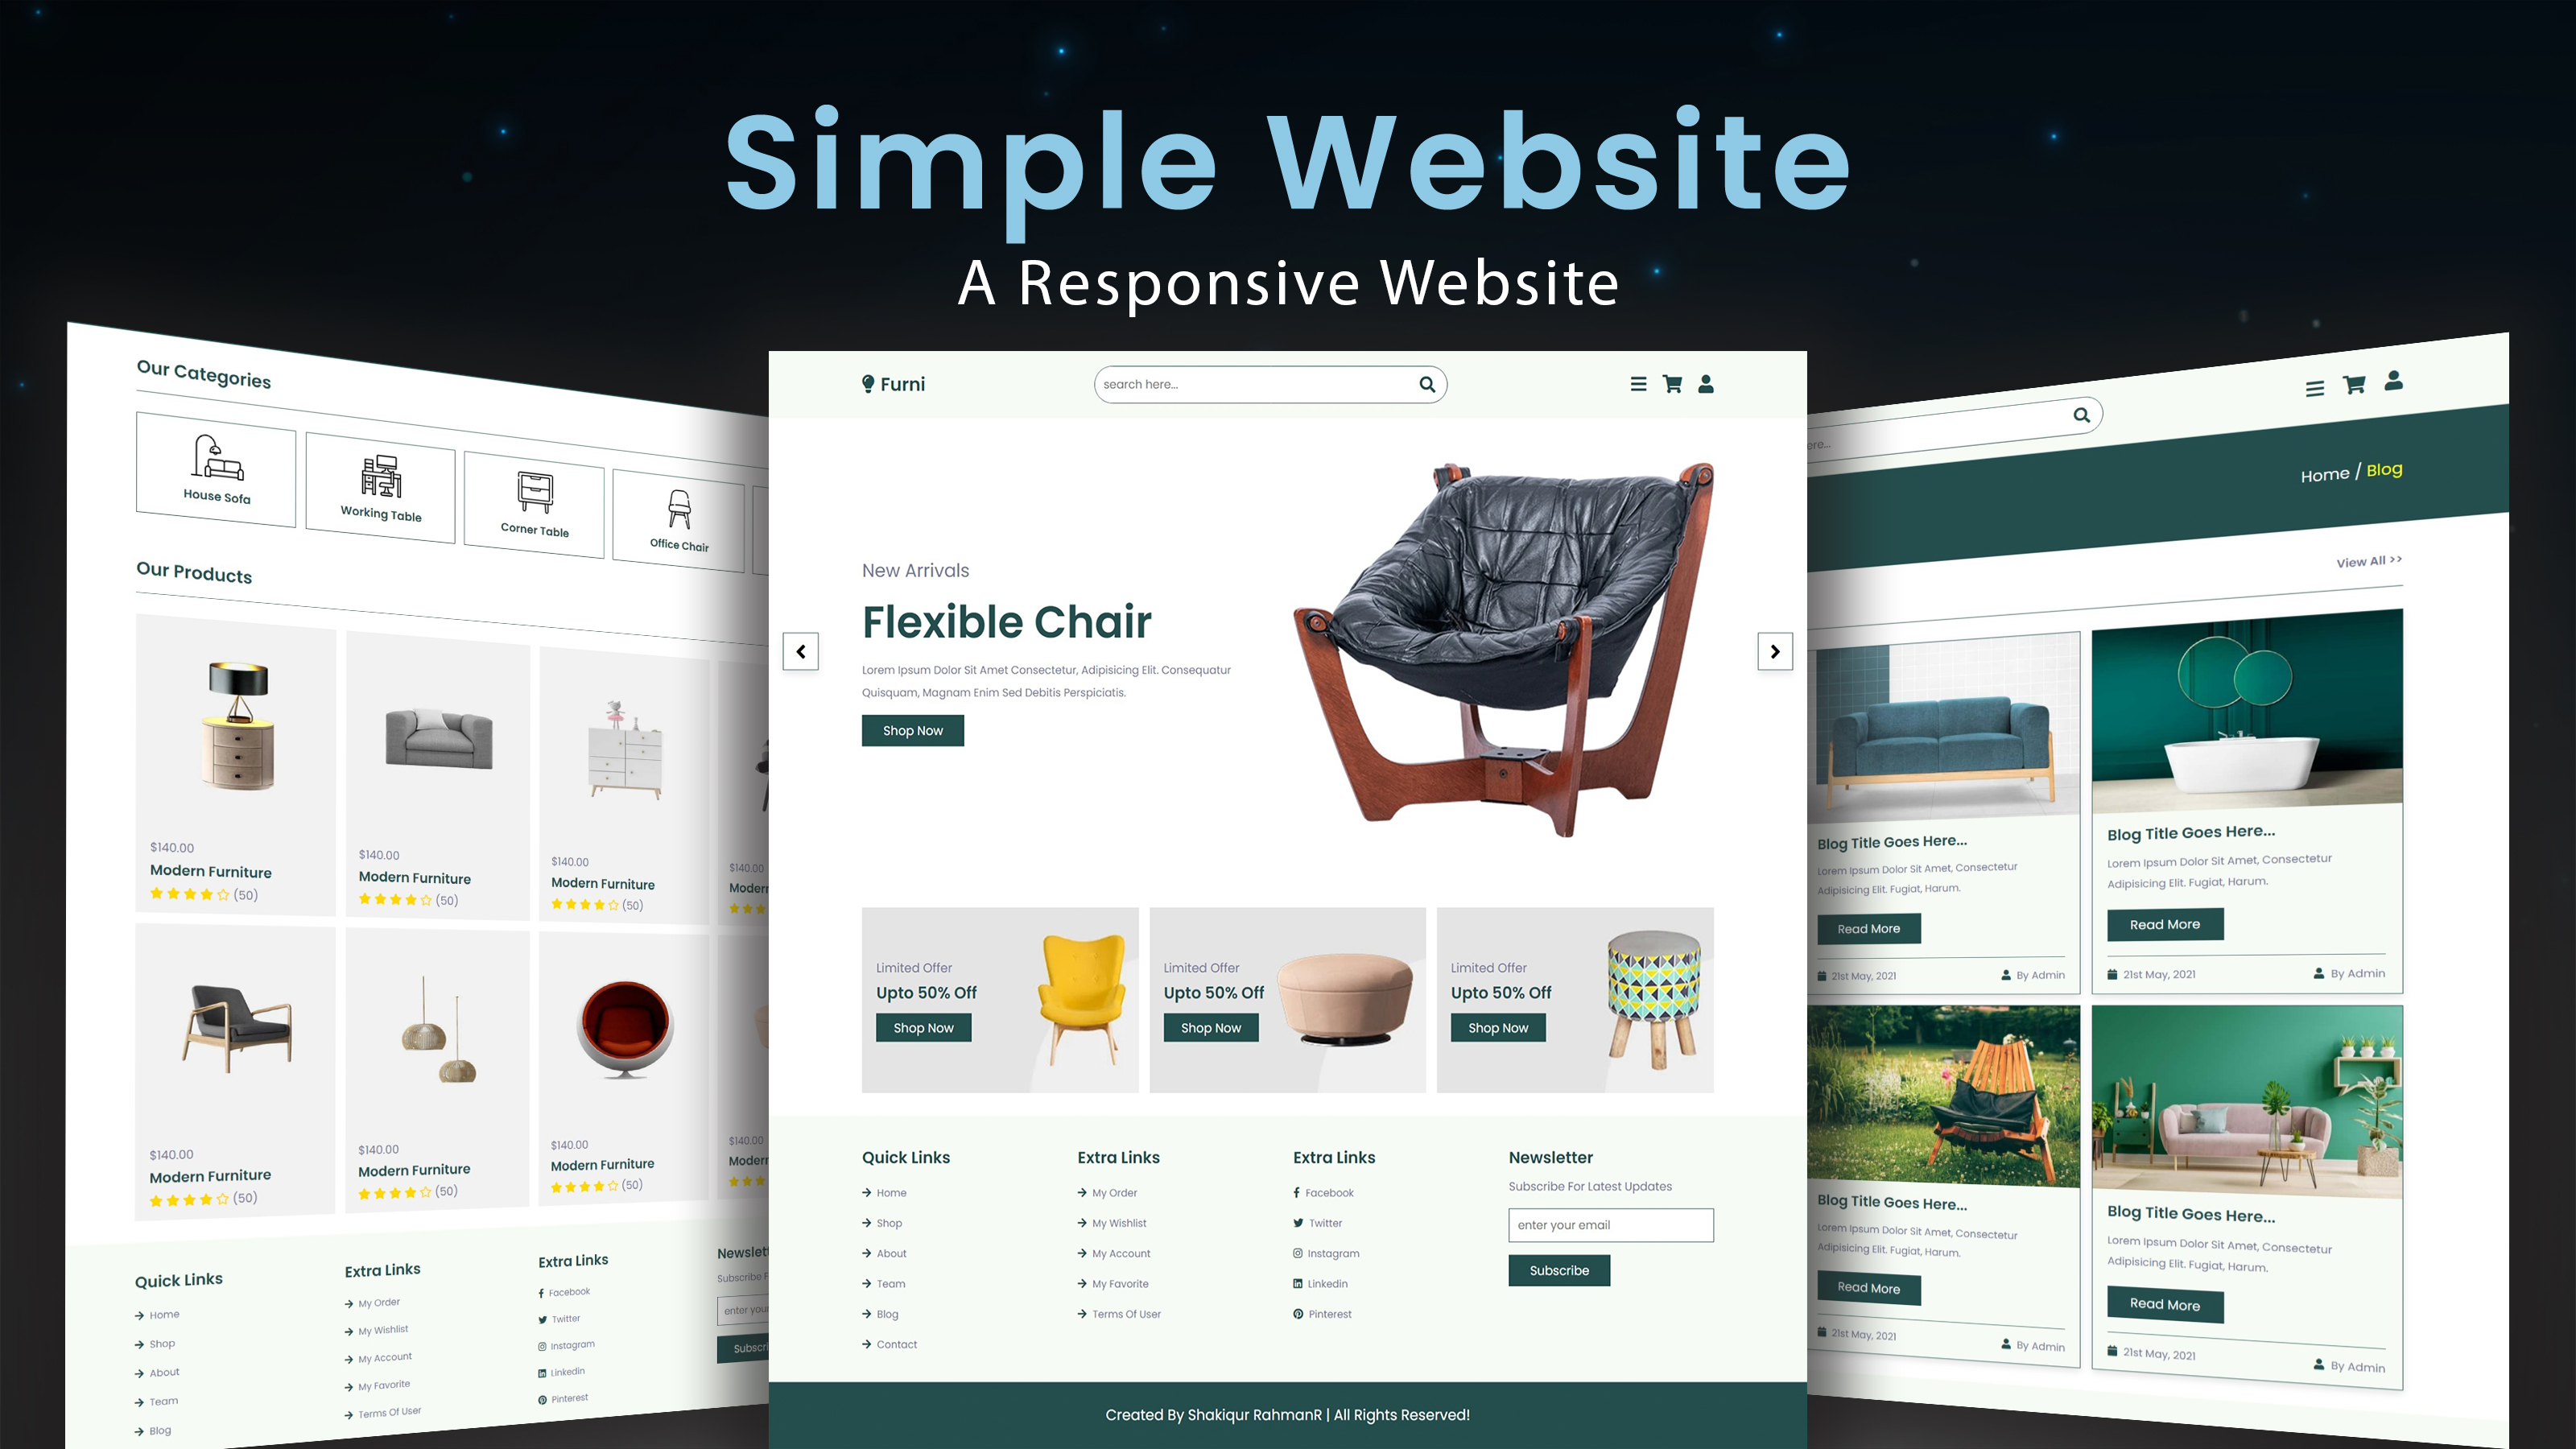 Simple Website
A Responsive Website
Our Categories
House Sofa
Working Table
Corner Table
Office Chair
Our Products
$140.00
Modern Furniture
(50)
$140.00
Modern Furniture
(50)
$140.00
Modern Furniture
(50)
$140.00
$140.00
Modern Furniture
(50)
$140.00
Modern Furniture
(50)
$140.00
Modern Furniture
(50)
$140.00
Quick Links
Home
Shop
About
Team
Blog
Extra Links
My Order
My Wishlist
My Account
My Favorite
Terms Of User
Extra Links
Facebook
Twitter
Instagram
Linkedin
Pinterest
Subscribe
enter
Furni
search here...
New Arrivals
Flexible Chair
Lorem Ipsum Dolor Sit Amet Consectetur, Adipisicing Elit. Consequatur
Quisquam, Magnam Enim Sed Debitis Perspiciatis.
Shop Now
Limited Offer
Upto 50% Off
Shop Now
Limited Offer
Upto 50% Off
Shop Now
Limited Offer
Upto 50% Off
Shop Now
Quick Links
Home
Shop
About
Team
Blog
Contact
Extra Links
My Order
My Wishlist
My Account
My Favorite
Terms Of User
Extra Links
Facebook
Twitter
Instagram
Linkedin
Pinterest
Newsletter
Subscribe For Latest Updates
enter your email
Subscribe
Created By Shakiqur RahmanR | All Rights Reserved!
Home / Blog
View All >>
Blog Title Goes Here...
Lorem Ipsum Dolor Sit Amet, Consectetur
Adipisicing Elit. Fugiat, Harum.
Read More
21st May, 2021 By Admin
Blog Title Goes Here...
Lorem Ipsum Dolor Sit Amet, Consectetur
Adipisicing Elit. Fugiat, Harum.
Read More
21st May, 2021 By Admin
Blog Title Goes Here...
Lorem Ipsum Dolor Sit Amet, Consectetur
Adipisicing Elit. Fugiat, Harum.
Read More
21st May, 2021 By Admin
Blog Title Goes Here...
Lorem Ipsum Dolor Sit Amet, Consectetur
Adipisicing Elit. Fugiat, Harum.
Read More
21st May, 2021 By Admin